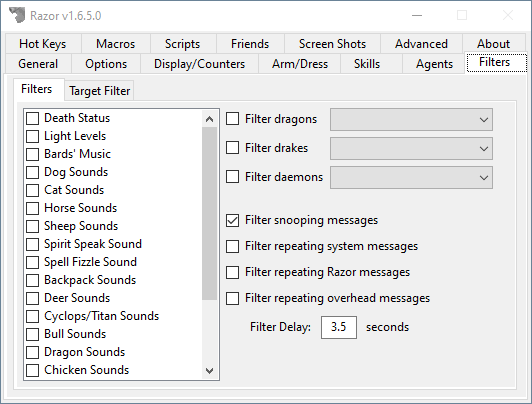 Razor v1.6.5.0
Hot Keys Macros Scripts Friends Screen Shots Advanced About
General Options Display/Counters Arm/Dress Skills Agents Filters
Filters Target Filter
Death Status
Light Levels
Bards' Music
Dog Sounds
Cat Sounds
Horse Sounds
Sheep Sounds
Spirit Speak Sound
Spell Fizzle Sound
Backpack Sounds
Deer Sounds
Cyclops/Titan Sounds
Bull Sounds
Dragon Sounds
Chicken Sounds
Filter dragons
Filter drakes
Filter daemons
Filter snooping messages
Filter repeating system messages
Filter repeating Razor messages
Filter repeating overhead messages
Filter Delay: 3.5 seconds